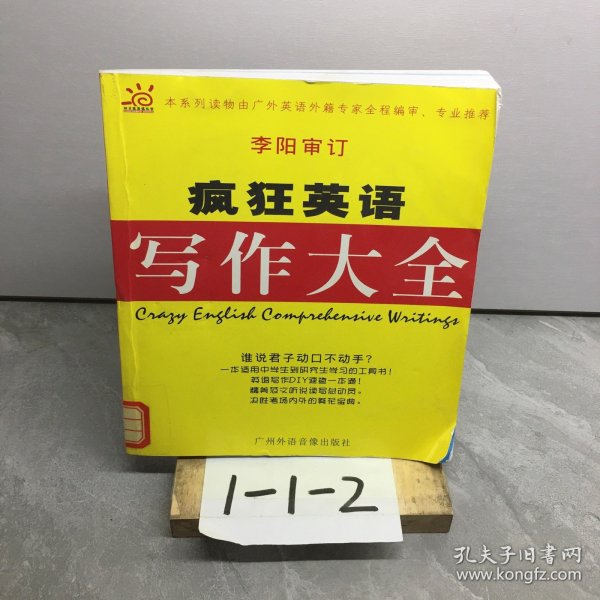 本系列读物由广外英语外籍专家全程编审、专业推荐
李阳审订
疯狂英语
写作大全
Crazy English Comprehensive Writings
谁说君子动口不动手?
一本适用中学生到研究生学习的工具书!
英语写作DIY速查一本通!
精美范文听说读写总动员。
决胜考场内外的葵花宝典。
广州外语音像出版社
1-1-2
孔夫子旧书网
www.kongfz.com